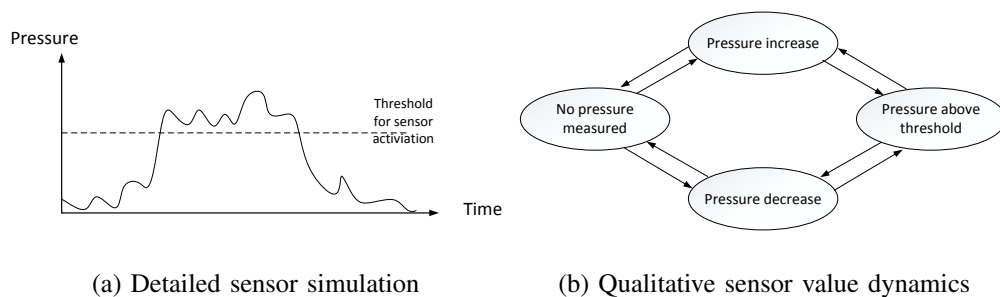 Pressure
Threshold
for sensor
activiation
Time
Pressure increase
No pressure
measured
Pressure above
threshold
Pressure decrease
(a) Detailed sensor simulation
(b) Qualitative sensor value dynamics